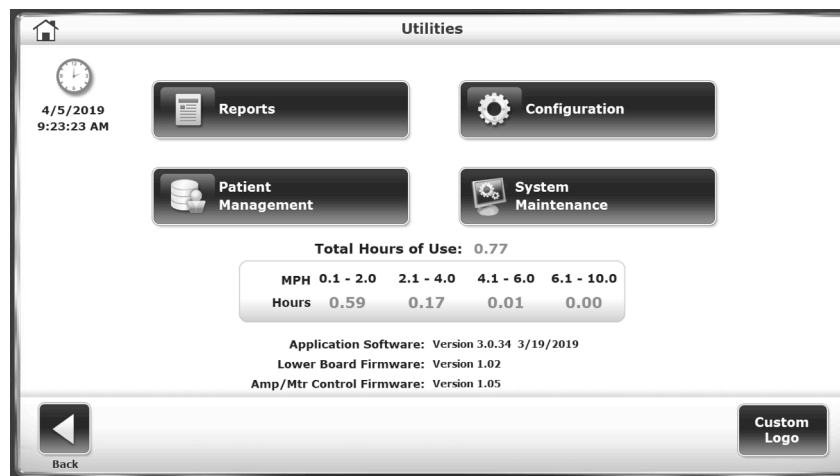 Utilities
4/5/2019
9:23:23 AM
Reports
Configuration
Patient
Management
System
Maintenance
Total Hours of Use: 0.77
MPH 0.1 - 2.0 2.1 - 4.0 4.1 - 6.0 6.1 - 10.0
Hours 0.59 0.17 0.01 0.00
Application Software: Version 3.0.34 3/19/2019
Lower Board Firmware: Version 1.02
Amp/Mtr Control Firmware: Version 1.05
Back
Custom
Logo